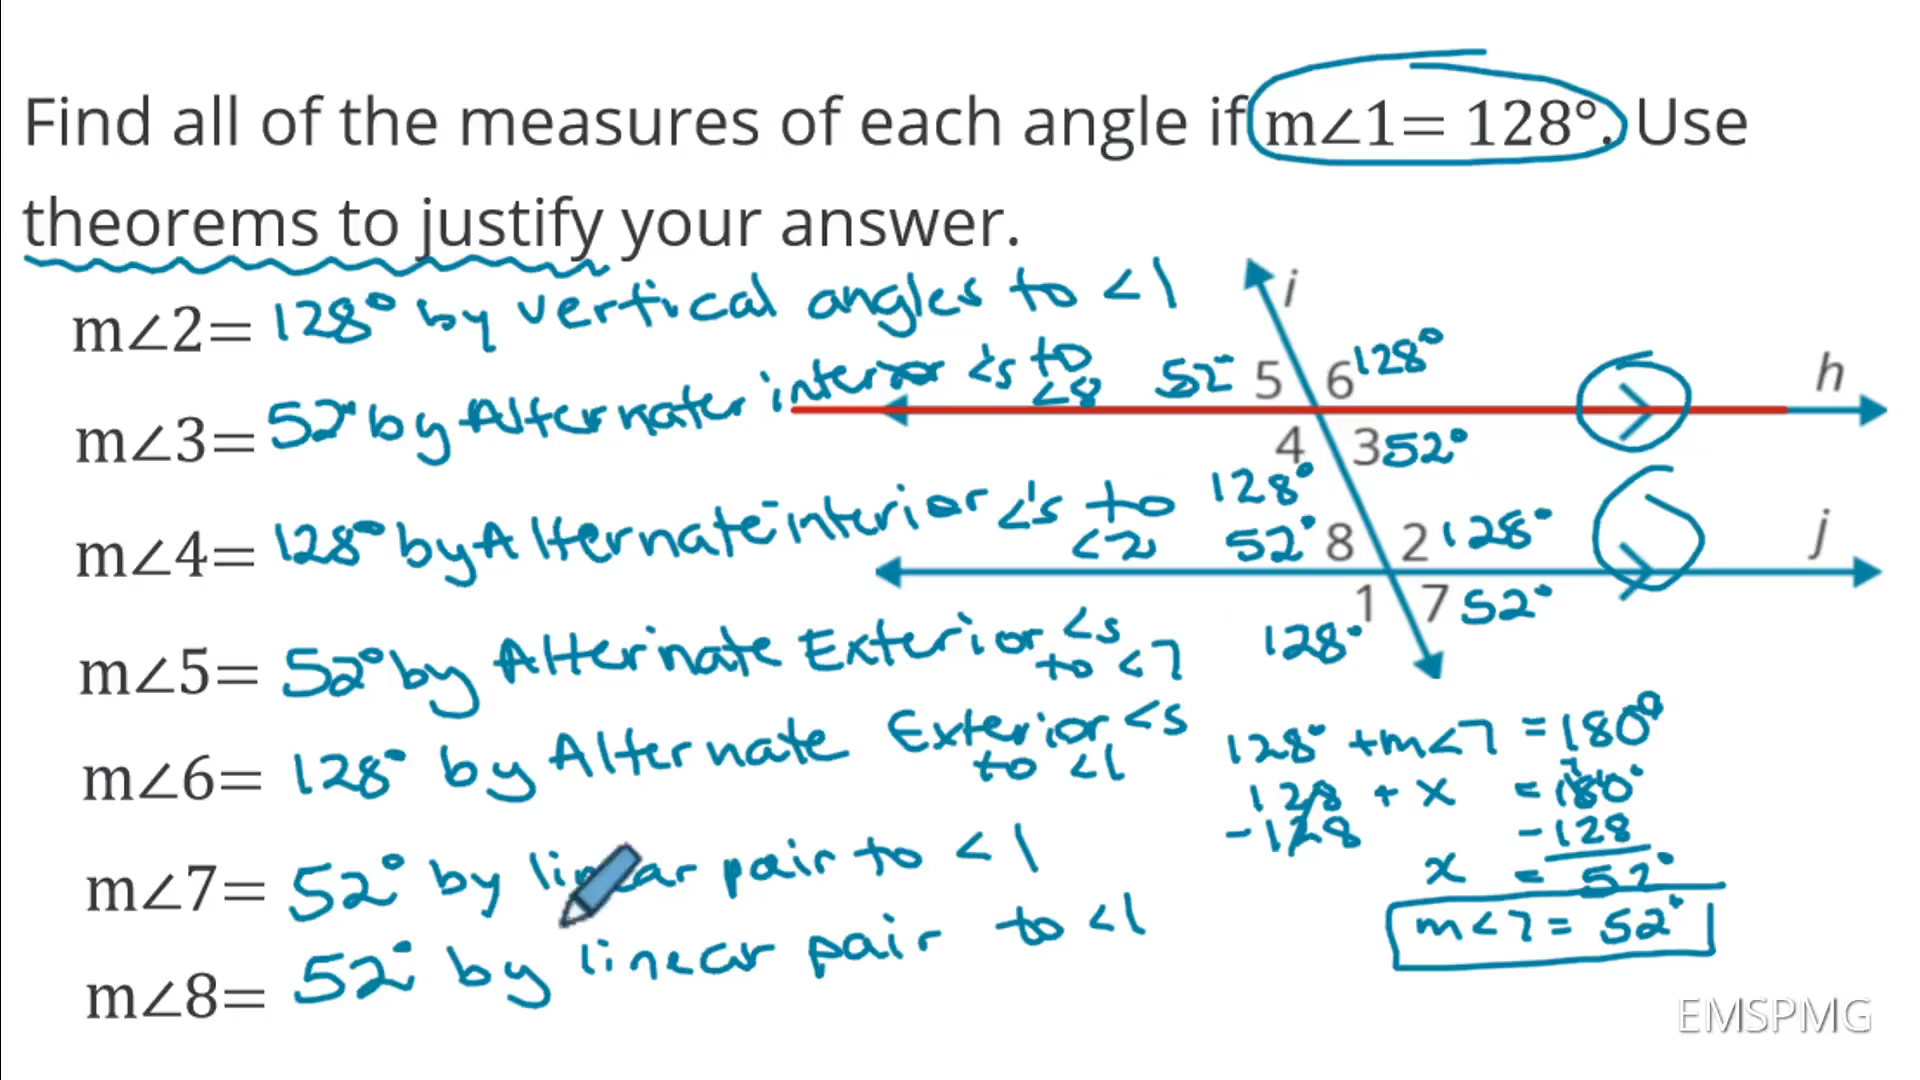 Find all of the measures of each angle if m∠1= 128°. Use
theorems to justify your answer.
m∠2= 128° by vertical angles to <1
m∠3= 52° by Alternater interior <'s to <8
m∠4= 128° by Alternate-interior <'s to <2
m∠5= 52° by Alternate Exterior <s to <7
m∠6= 128° by Alternate Exterior <s to <1
m∠7= 52° by linear pair to <1
m∠8= 52° by linear pair to <1
i
52° 5 6 128° h
4 3 52°
128°
52° 8 2 128° j
1 7 52°
128°
128° + m<7 = 180°
128 + x = 180°
-128 -128
x = 52°
m<7 = 52°
EMSPMG